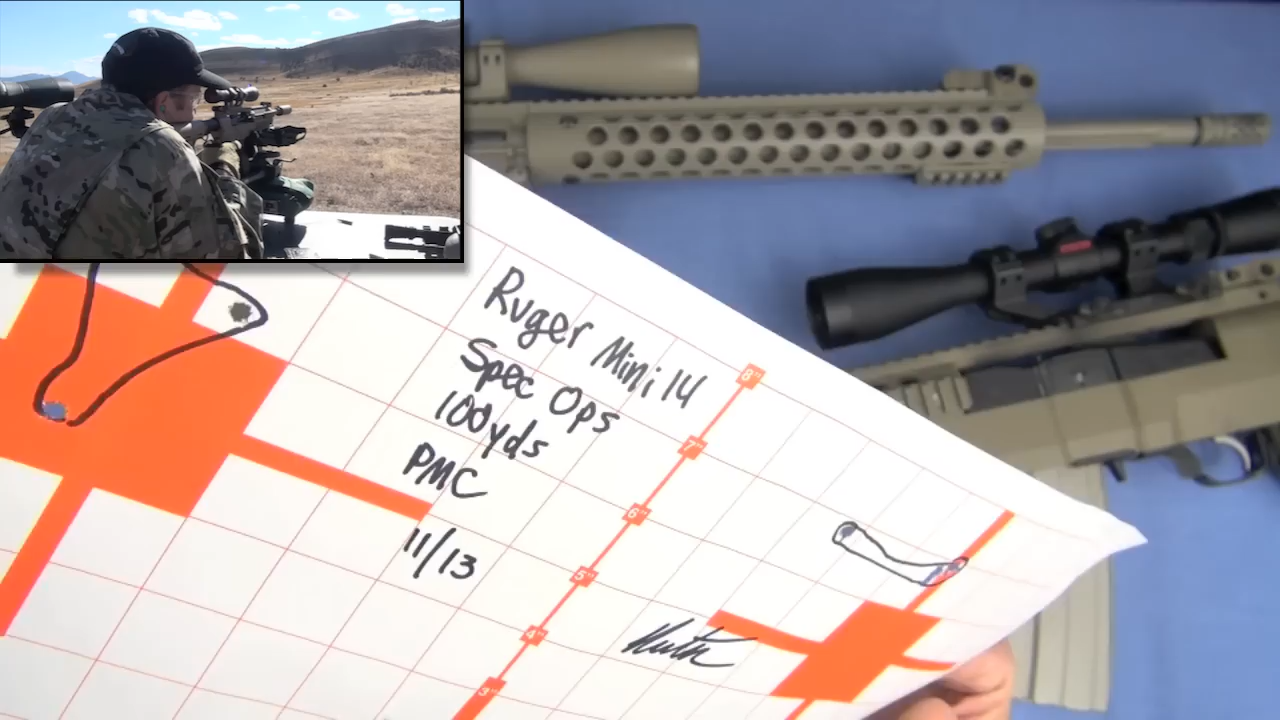 Ruger Mini 14
Spec Ops
100yds
PMC
11/13
8"
7"
6"
5"
4"
3"